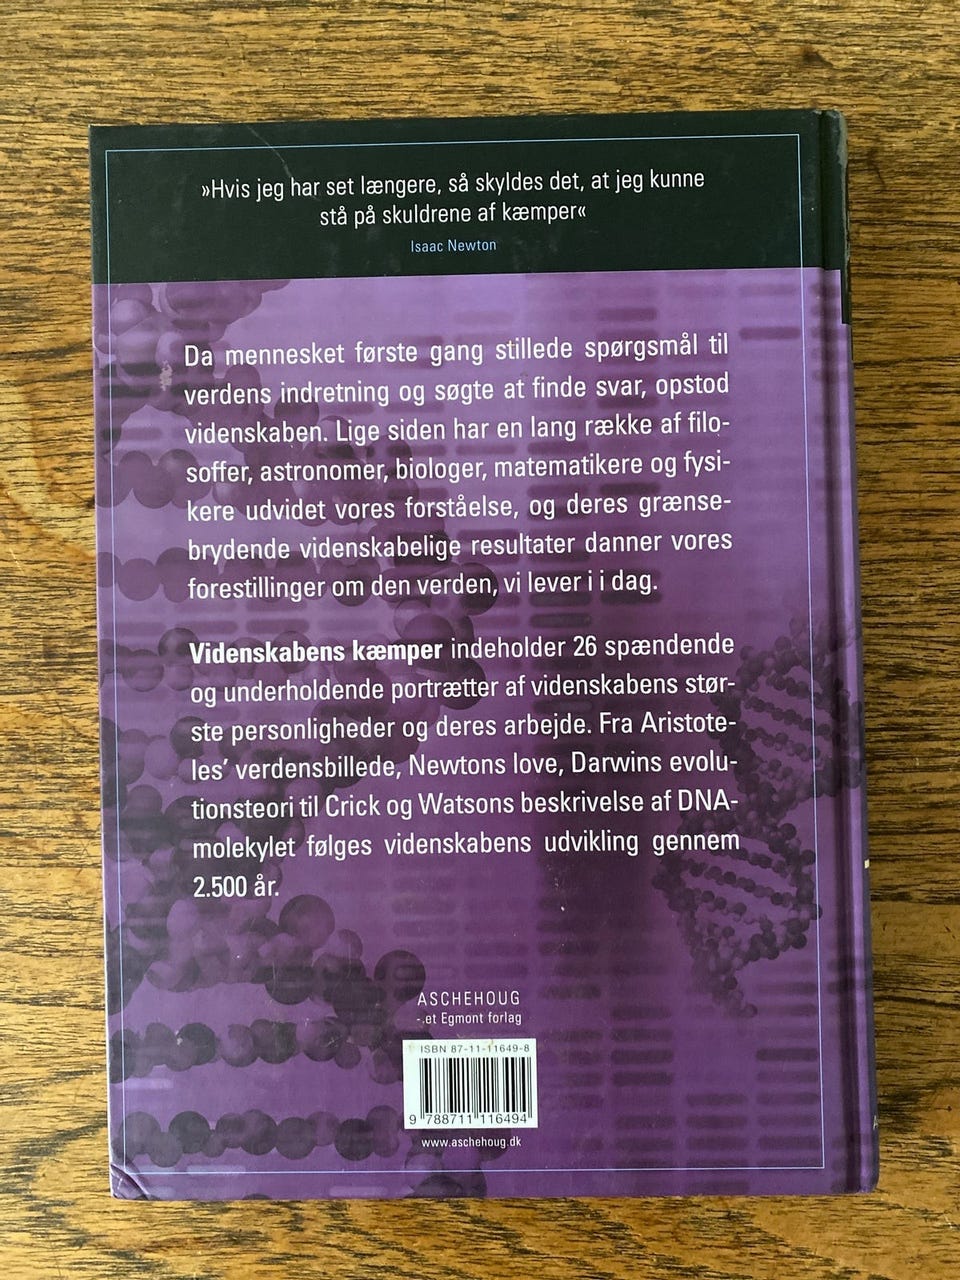 »Hvis jeg har set længere, så skyldes det, at jeg kunne
stå på skuldrene af kæmper«
Isaac Newton
Da mennesket første gang stillede spørgsmål til
verdens indretning og søgte at finde svar, opstod
videnskaben. Lige siden har en lang række af filo-
soffer, astronomer, biologer, matematikere og fysi-
kere udvidet vores forståelse, og deres grænse-
brydende videnskabelige resultater danner vores
forestillinger om den verden, vi lever i i dag.
Videnskabens kæmper indeholder 26 spændende
og underholdende portrætter af videnskabens stør-
ste personligheder og deres arbejde. Fra Aristote-
les’ verdensbillede, Newtons love, Darwins evolu-
tionsteori til Crick og Watsons beskrivelse af DNA-
molekylet følges videnskabens udvikling gennem
2.500 år.
ASCHEHOUG
- et Egmont forlag
ISBN 87-11-11649-8
9 788711 116494
www.aschehoug.dk